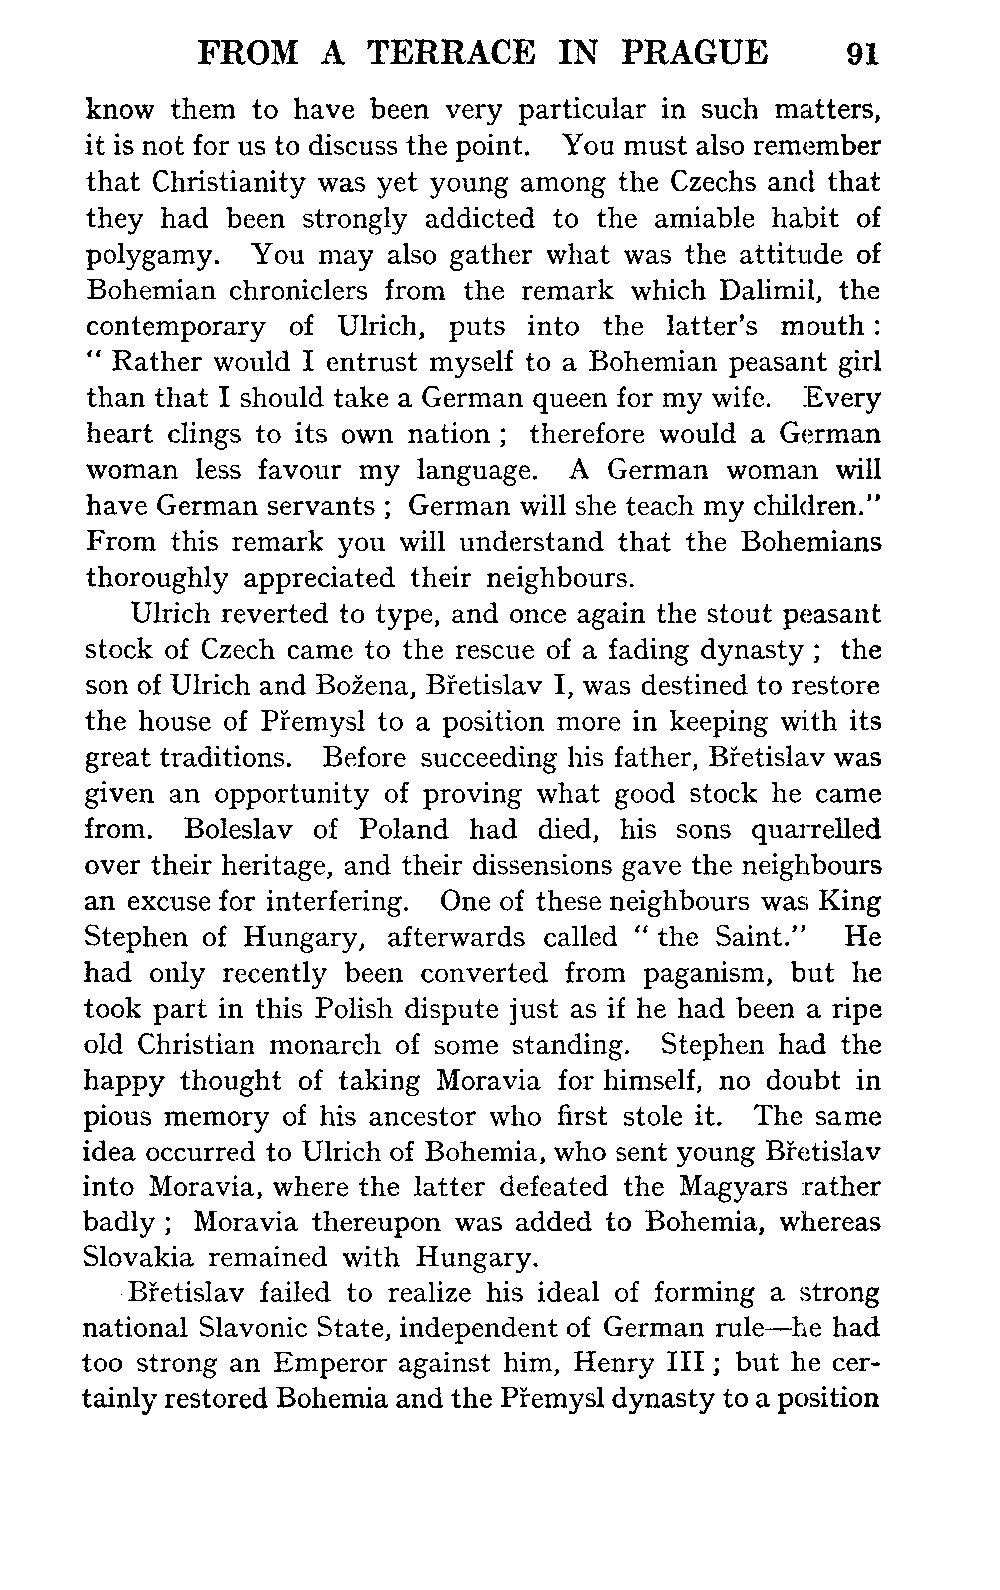 FROM A TERRACE IN PRAGUE 91
know them to have been very particular in such matters,
it is not for us to discuss the point. You must also remember
that Christianity was yet young among the Czechs and that
they had been strongly addicted to the amiable habit of
polygamy. You may also gather what was the attitude of
Bohemian chroniclers from the remark which Dalimil, the
contemporary of Ulrich, puts into the latter's mouth :
" Rather would I entrust myself to a Bohemian peasant girl
than that I should take a German queen for my wife. Every
heart clings to its own nation ; therefore would a German
woman less favour my language. A German woman will
have German servants ; German will she teach my children."
From this remark you will understand that the Bohemians
thoroughly appreciated their neighbours.
Ulrich reverted to type, and once again the stout peasant
stock of Czech came to the rescue of a fading dynasty ; the
son of Ulrich and Božena, Břetislav I, was destined to restore
the house of Přemysl to a position more in keeping with its
great traditions. Before succeeding his father, Břetislav was
given an opportunity of proving what good stock he came
from. Boleslav of Poland had died, his sons quarrelled
over their heritage, and their dissensions gave the neighbours
an excuse for interfering. One of these neighbours was King
Stephen of Hungary, afterwards called " the Saint." He
had only recently been converted from paganism, but he
took part in this Polish dispute just as if he had been a ripe
old Christian monarch of some standing. Stephen had the
happy thought of taking Moravia for himself, no doubt in
pious memory of his ancestor who first stole it. The same
idea occurred to Ulrich of Bohemia, who sent young Břetislav
into Moravia, where the latter defeated the Magyars rather
badly ; Moravia thereupon was added to Bohemia, whereas
Slovakia remained with Hungary.
Břetislav failed to realize his ideal of forming a strong
national Slavonic State, independent of German rule—he had
too strong an Emperor against him, Henry III ; but he cer-
tainly restored Bohemia and the Přemysl dynasty to a position